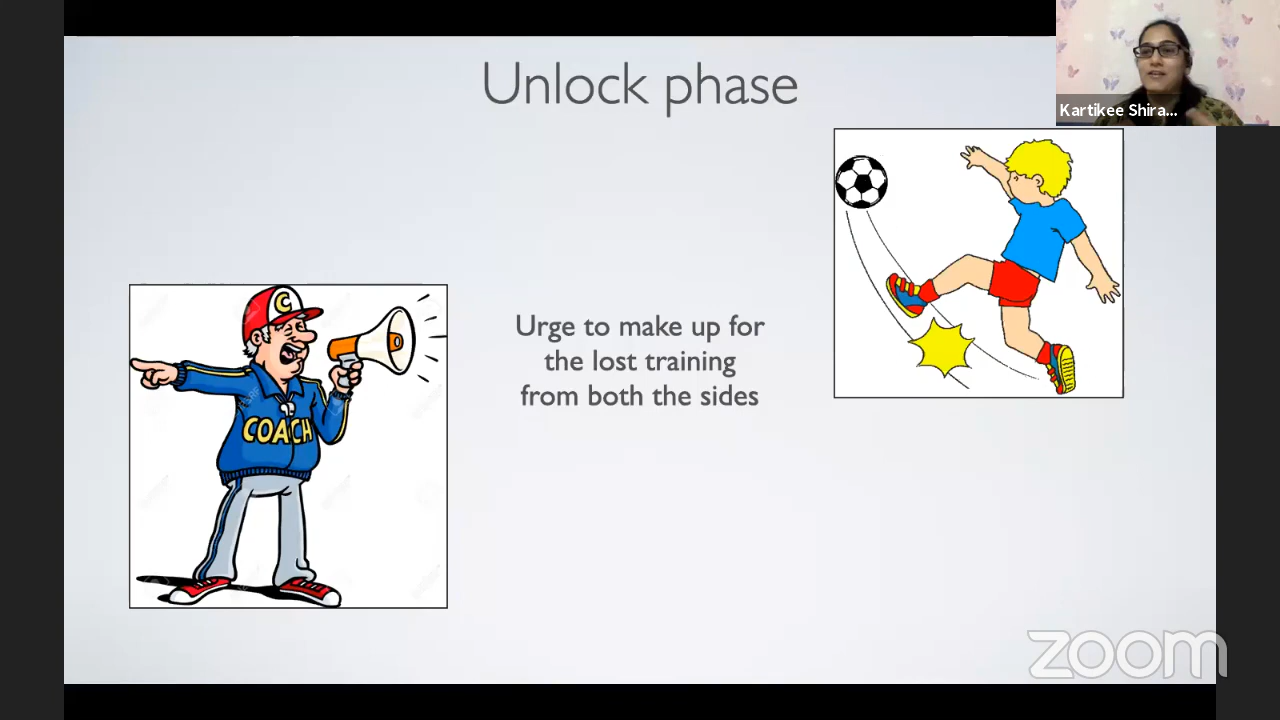 Unlock phase
Kartikee Shira...
C
COACH
Urge to make up for
the lost training
from both the sides
zoom